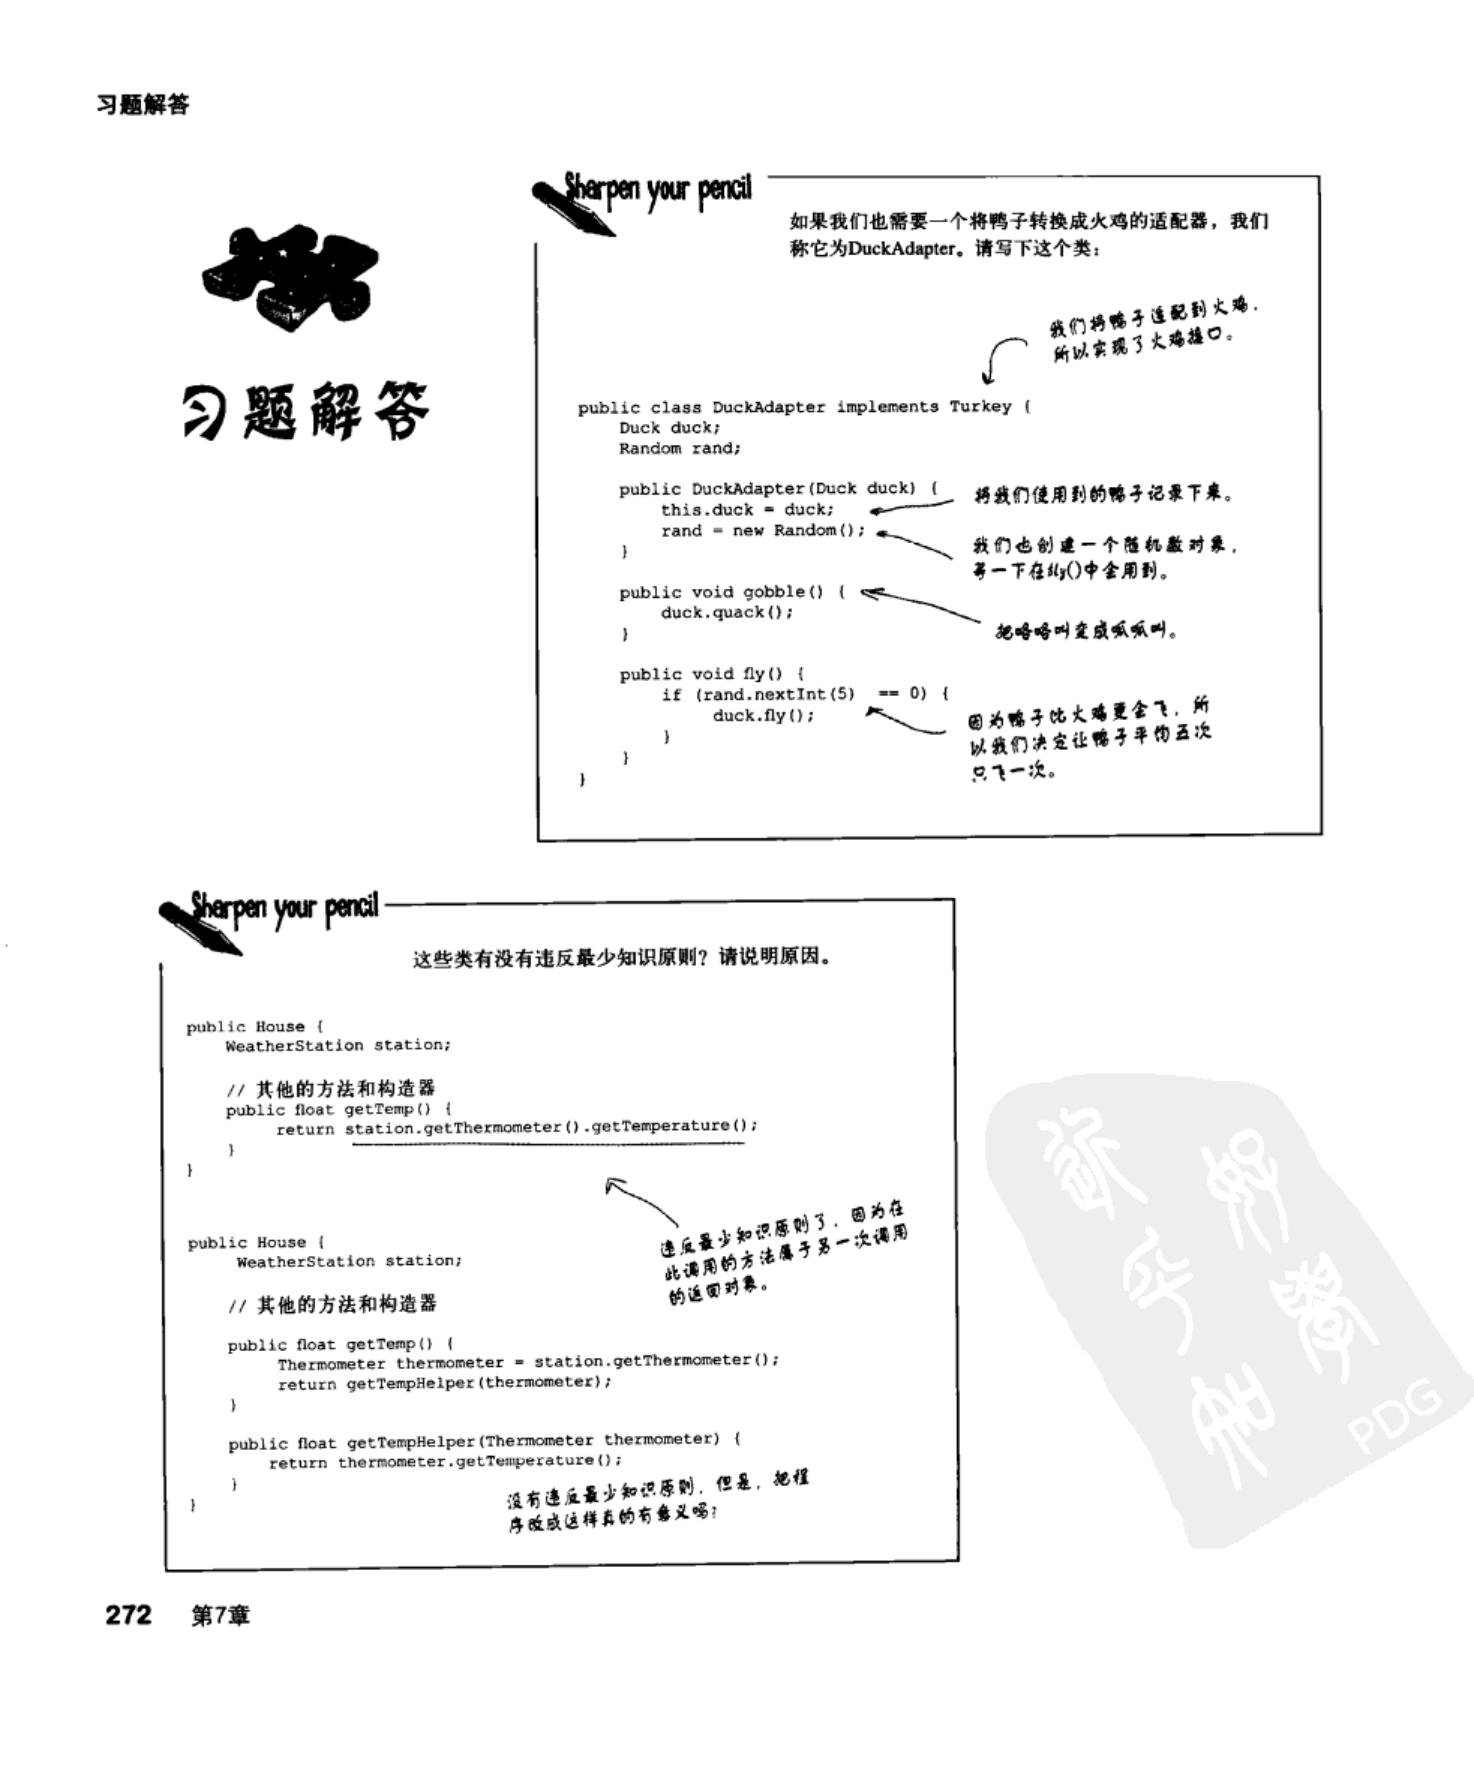 习题解答
习题解答
Sharpen your pencil
如果我们也需要一个将鸭子转换成火鸡的适配器，我们
称它为DuckAdapter。请写下这个类：
我们将鸭子适配到火鸡，
所以实现了火鸡接口。
public class DuckAdapter implements Turkey {
Duck duck;
Random rand;
public DuckAdapter(Duck duck) {
this.duck = duck;
rand = new Random();
}
将我们使用到的鸭子记录下来。
我们也创建一个随机数对象，
等一下在fly()中会用到。
public void gobble() {
duck.quack();
}
把咯咯叫变成呱呱叫。
public void fly() {
if (rand.nextInt(5)  == 0) {
duck.fly();
}
}
}
因为鸭子比火鸡更会飞，所
以我们决定让鸭子平均五次
只飞一次。
Sharpen your pencil
这些类有没有违反最少知识原则？请说明原因。
public House {
WeatherStation station;
// 其他的方法和构造器
public float getTemp() {
return station.getThermometer().getTemperature();
}
}
违反最少知识原则了，因为在
此调用的方法属于另一次调用
的返回对象。
public House {
WeatherStation station;
// 其他的方法和构造器
public float getTemp() {
Thermometer thermometer = station.getThermometer();
return getTempHelper(thermometer);
}
public float getTempHelper(Thermometer thermometer) {
return thermometer.getTemperature();
}
}
没有违反最少知识原则，但是，把程
序改成这样真的有意义吗？
PDG
272 第7章